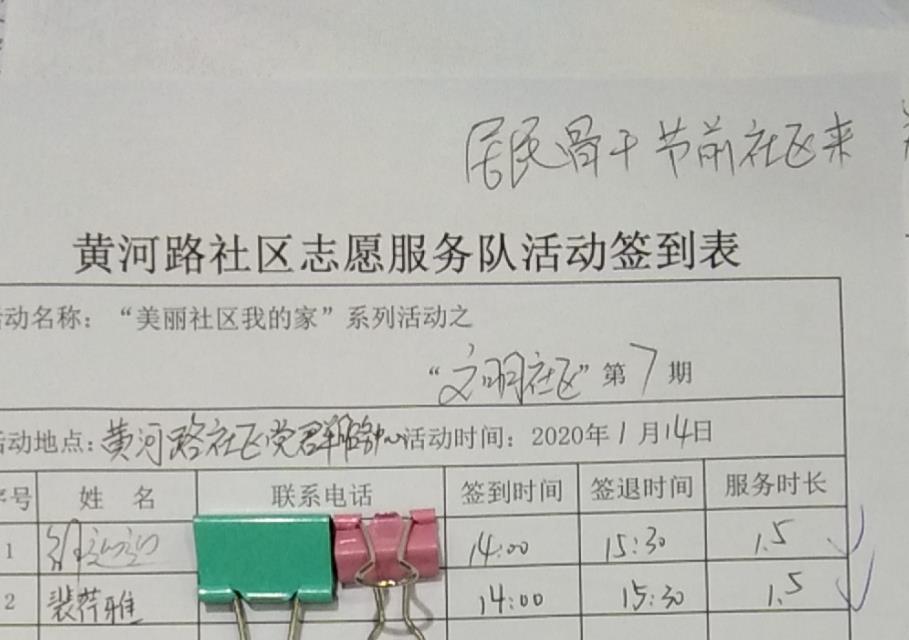 居民骨干节前社区来
黄河路社区志愿服务队活动签到表
活动名称：“美丽社区我的家”系列活动之
“文明社区”第7期
活动地点：黄河路社区党群服务中心活动时间：2020年1月14日
序号 姓 名 联系电话 签到时间 签退时间 服务时长
1 14:00 15:30 1.5
2 裴荷雅 14:00 15:30 1.5